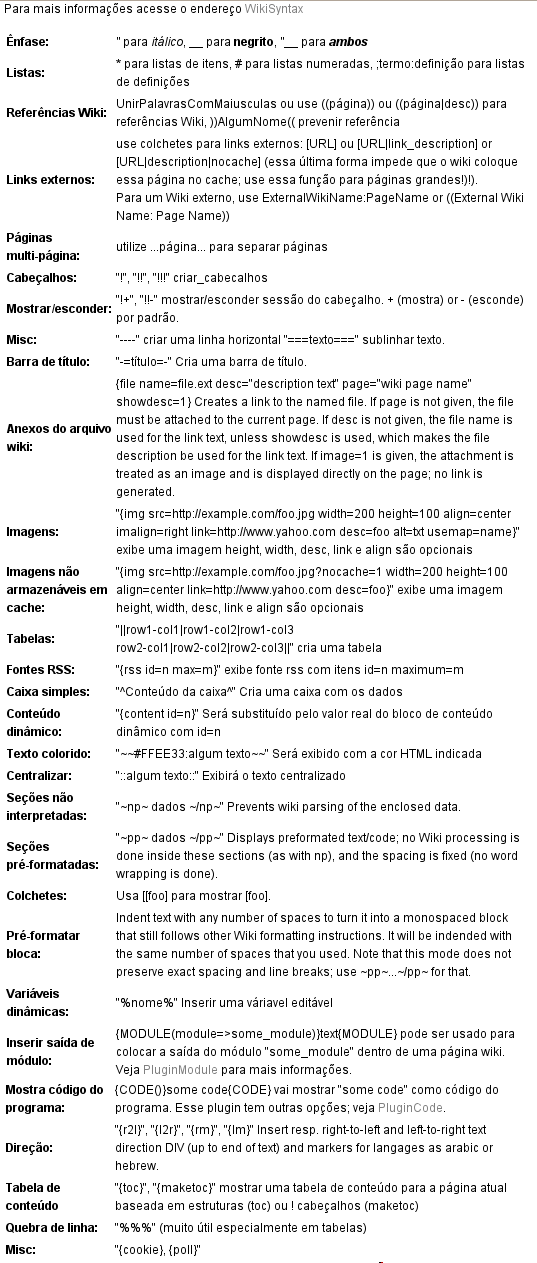 Para mais informações acesse o endereço WikiSyntax
Ênfase: '' para itálico, __ para negrito, ''__ para ambos
Listas: * para listas de itens, # para listas numeradas, ;termo:definição para listas
de definições
Referências Wiki: UnirPalavrasComMaiusculas ou use ((página)) ou ((página|desc)) para
referências Wiki, ))AlgumNome(( prevenir referência
Links externos: use colchetes para links externos: [URL] ou [URL|link_description] or
[URL|description|nocache] (essa última forma impede que o wiki coloque
essa página no cache; use essa função para páginas grandes!)!).
Para um Wiki externo, use ExternalWikiName:PageName or ((External Wiki
Name: Page Name))
Páginas
multi-página: utilize ...página... para separar páginas
Cabeçalhos: "!", "!!", "!!!" criar_cabecalhos
Mostrar/esconder: "!+", "!!-" mostrar/esconder sessão do cabeçalho. + (mostra) or - (esconde)
por padrão.
Misc: "----" criar uma linha horizontal "===texto===" sublinhar texto.
Barra de título: "-=título=-" Cria uma barra de título.
Anexos do arquivo
wiki: {file name=file.ext desc="description text" page="wiki page name"
showdesc=1} Creates a link to the named file. If page is not given, the file
must be attached to the current page. If desc is not given, the file name is
used for the link text, unless showdesc is used, which makes the file
description be used for the link text. If image=1 is given, the attachment is
treated as an image and is displayed directly on the page; no link is
generated.
Imagens: "{img src=http://example.com/foo.jpg width=200 height=100 align=center
imalign=right link=http://www.yahoo.com desc=foo alt=txt usemap=name}"
exibe uma imagem height, width, desc, link e align são opcionais
Imagens não
armazenáveis em
cache: "{img src=http://example.com/foo.jpg?nocache=1 width=200 height=100
align=center link=http://www.yahoo.com desc=foo}" exibe uma imagem
height, width, desc, link e align são opcionais
Tabelas: "||row1-col1|row1-col2|row1-col3
row2-col1|row2-col2|row2-col3||" cria uma tabela
Fontes RSS: "{rss id=n max=m}" exibe fonte rss com itens id=n maximum=m
Caixa simples: "^Conteúdo da caixa^" Cria uma caixa com os dados
Conteúdo
dinâmico: "{content id=n}" Será substituído pelo valor real do bloco de conteúdo
dinâmico com id=n
Texto colorido: "~~#FFEE33:algum texto~~" Será exibido com a cor HTML indicada
Centralizar: "::algum texto::" Exibirá o texto centralizado
Seções não
interpretadas: "~np~ dados ~/np~" Prevents wiki parsing of the enclosed data.
Seções
pré-formatadas: "~pp~ dados ~/pp~" Displays preformated text/code; no Wiki processing is
done inside these sections (as with np), and the spacing is fixed (no word
wrapping is done).
Colchetes: Usa [[foo] para mostrar [foo].
Pré-formatar
bloca: Indent text with any number of spaces to turn it into a monospaced block
that still follows other Wiki formatting instructions. It will be indended with
the same number of spaces that you used. Note that this mode does not
preserve exact spacing and line breaks; use ~pp~...~/pp~ for that.
Variáveis
dinâmicas: "%nome%" Inserir uma váriavel editável
Inserir saída de
módulo: {MODULE(module=>some_module)}text{MODULE} pode ser usado para
colocar a saída do módulo "some_module" dentro de uma página wiki.
Veja PluginModule para mais informações.
Mostra código do
programa: {CODE()}some code{CODE} vai mostrar "some code" como código do
programa. Esse plugin tem outras opções; veja PluginCode.
Direção: "{r2l}", "{l2r}", "{rm}", "{lm}" Insert resp. right-to-left and left-to-right text
direction DIV (up to end of text) and markers for langages as arabic or
hebrew.
Tabela de
conteúdo "{toc}", "{maketoc}" mostrar uma tabela de conteúdo para a página atual
baseada em estruturas (toc) ou ! cabeçalhos (maketoc)
Quebra de linha: "%%%" (muito útil especialmente em tabelas)
Misc: "{cookie}, {poll}"